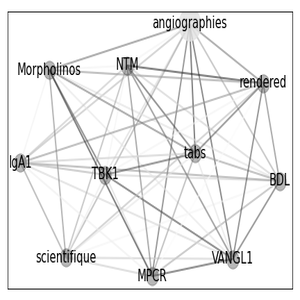 angiographies
NTM
Morpholinos
rendered
tabs
IgA1
TBK1
BDL
scientifique
VANGL1
MPCR